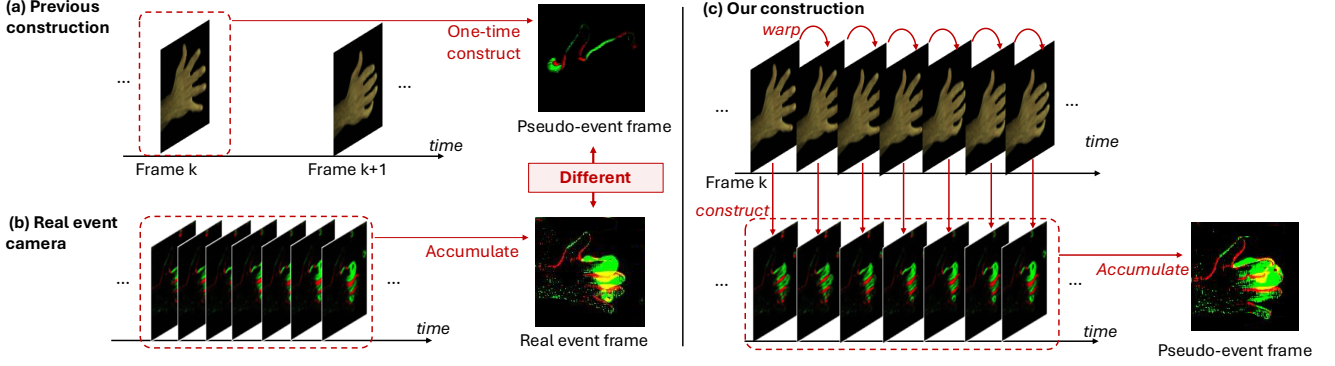 (a) Previous
construction
One-time
construct
...
...
time
Frame k
Frame k+1
Pseudo-event frame
Different
(b) Real event
camera
Accumulate
...
...
time
Real event frame
(c) Our construction
warp
...
...
time
Frame k
construct
Accumulate
...
...
time
Pseudo-event frame